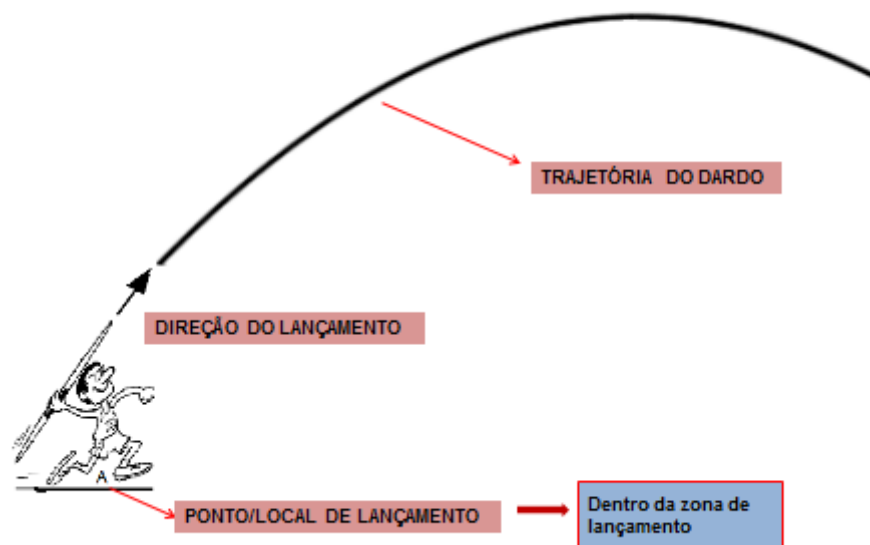 TRAJETÓRIA DO DARDO
DIREÇÃO DO LANÇAMENTO
A
PONTO/LOCAL DE LANÇAMENTO
Dentro da zona de
lançamento